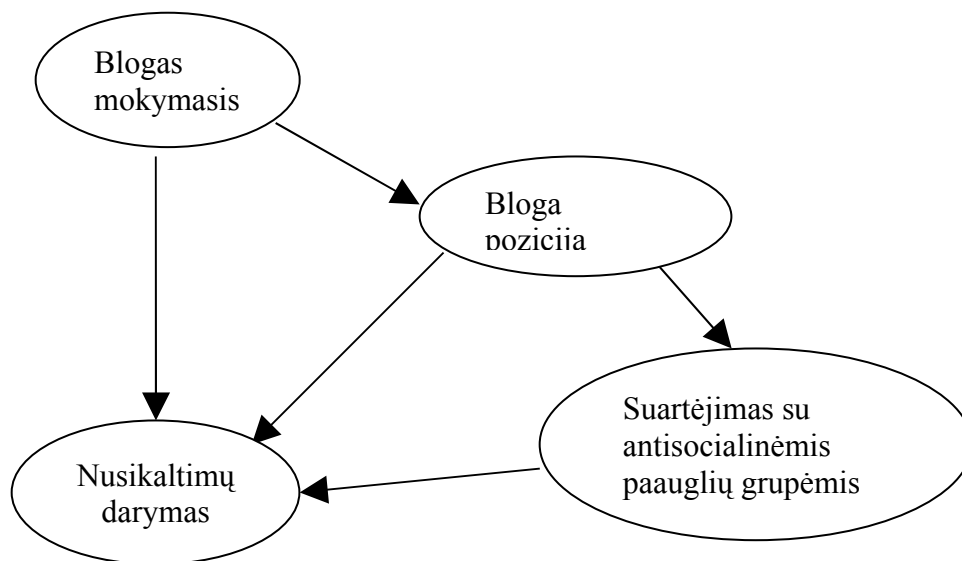 Blogas
mokymasis
Bloga
pozicija
Suartėjimas su
antisocialinėmis
paauglių grupėmis
Nusikaltimų
darymas